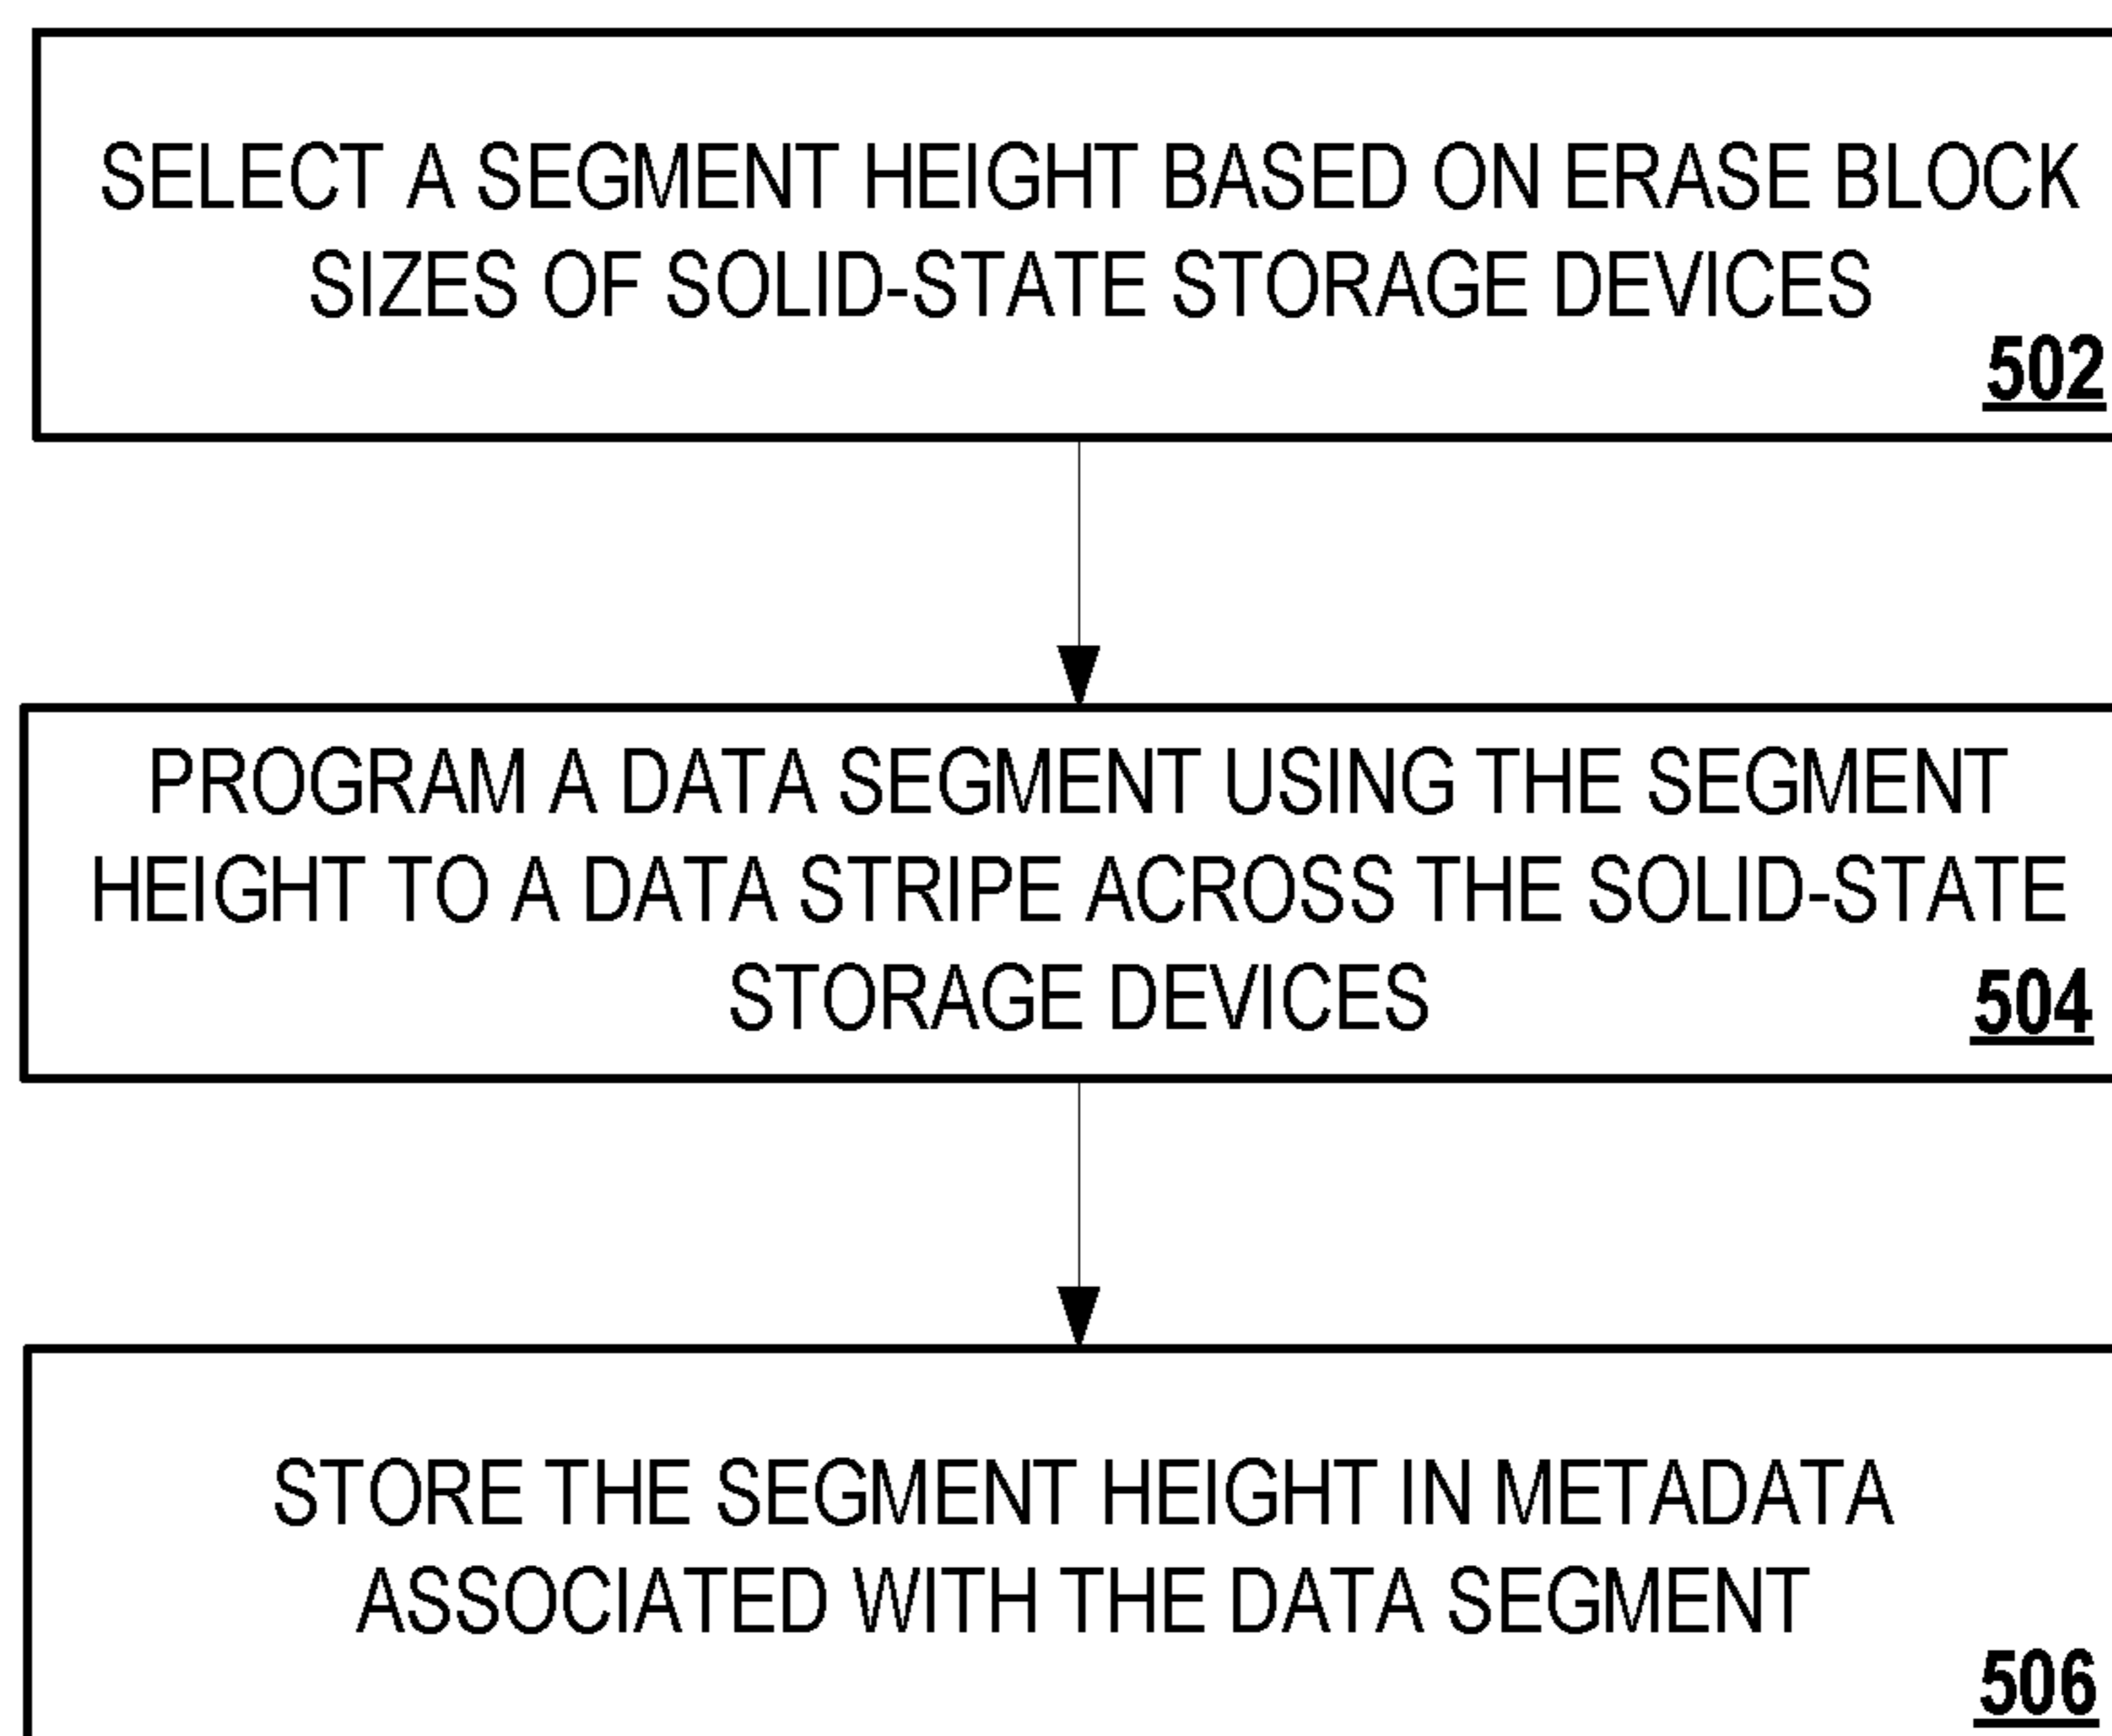 SELECT A SEGMENT HEIGHT BASED ON ERASE BLOCK
SIZES OF SOLID-STATE STORAGE DEVICES
502
PROGRAM A DATA SEGMENT USING THE SEGMENT
HEIGHT TO A DATA STRIPE ACROSS THE SOLID-STATE
STORAGE DEVICES
504
STORE THE SEGMENT HEIGHT IN METADATA
ASSOCIATED WITH THE DATA SEGMENT
506